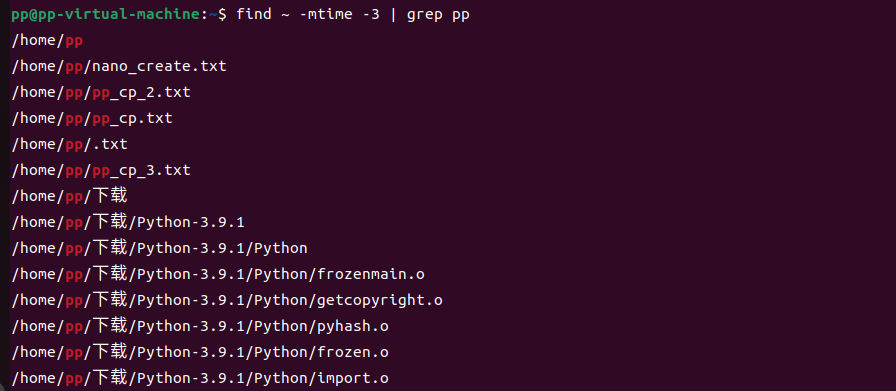 pp@pp-virtual-machine:~$ find ~ -mtime -3 | grep pp
/home/pp
/home/pp/nano_create.txt
/home/pp/pp_cp_2.txt
/home/pp/pp_cp.txt
/home/pp/.txt
/home/pp/pp_cp_3.txt
/home/pp/下载
/home/pp/下载/Python-3.9.1
/home/pp/下载/Python-3.9.1/Python
/home/pp/下载/Python-3.9.1/Python/frozenmain.o
/home/pp/下载/Python-3.9.1/Python/getcopyright.o
/home/pp/下载/Python-3.9.1/Python/pyhash.o
/home/pp/下载/Python-3.9.1/Python/frozen.o
/home/pp/下载/Python-3.9.1/Python/import.o